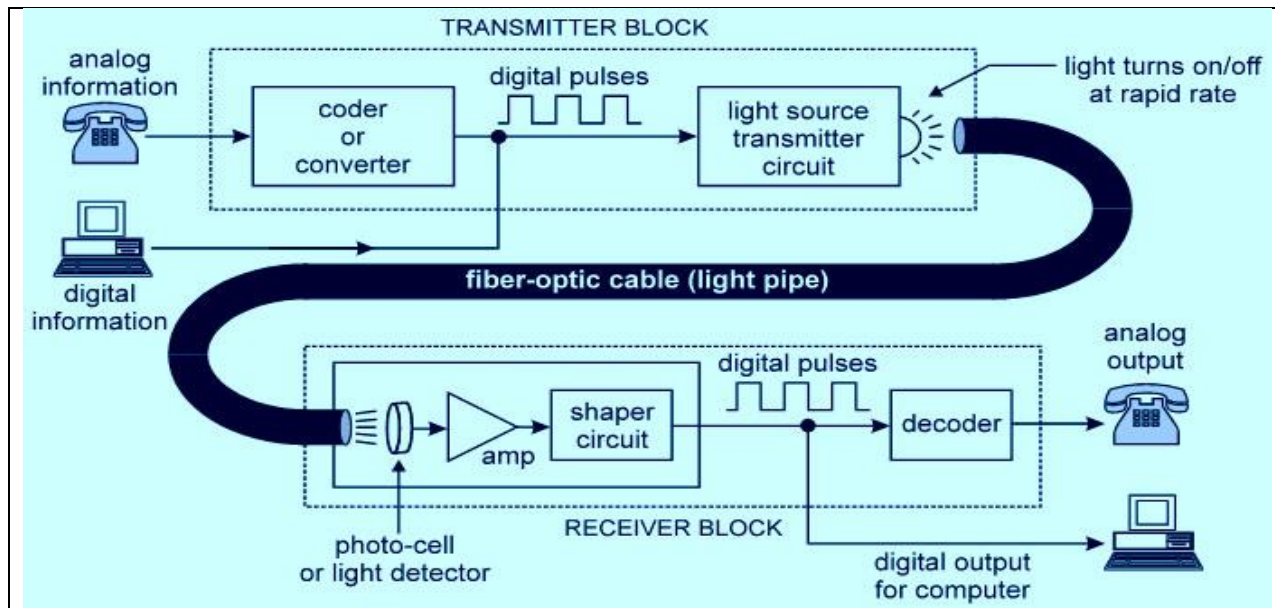 TRANSMITTER BLOCK
analog
information
digital pulses
light turns on/off
at rapid rate
coder
or
converter
light source
transmitter
circuit
fiber-optic cable (light pipe)
digital
information
analog
output
digital pulses
shaper
circuit
decoder
amp
RECEIVER BLOCK
photo-cell
or light detector
digital output
for computer